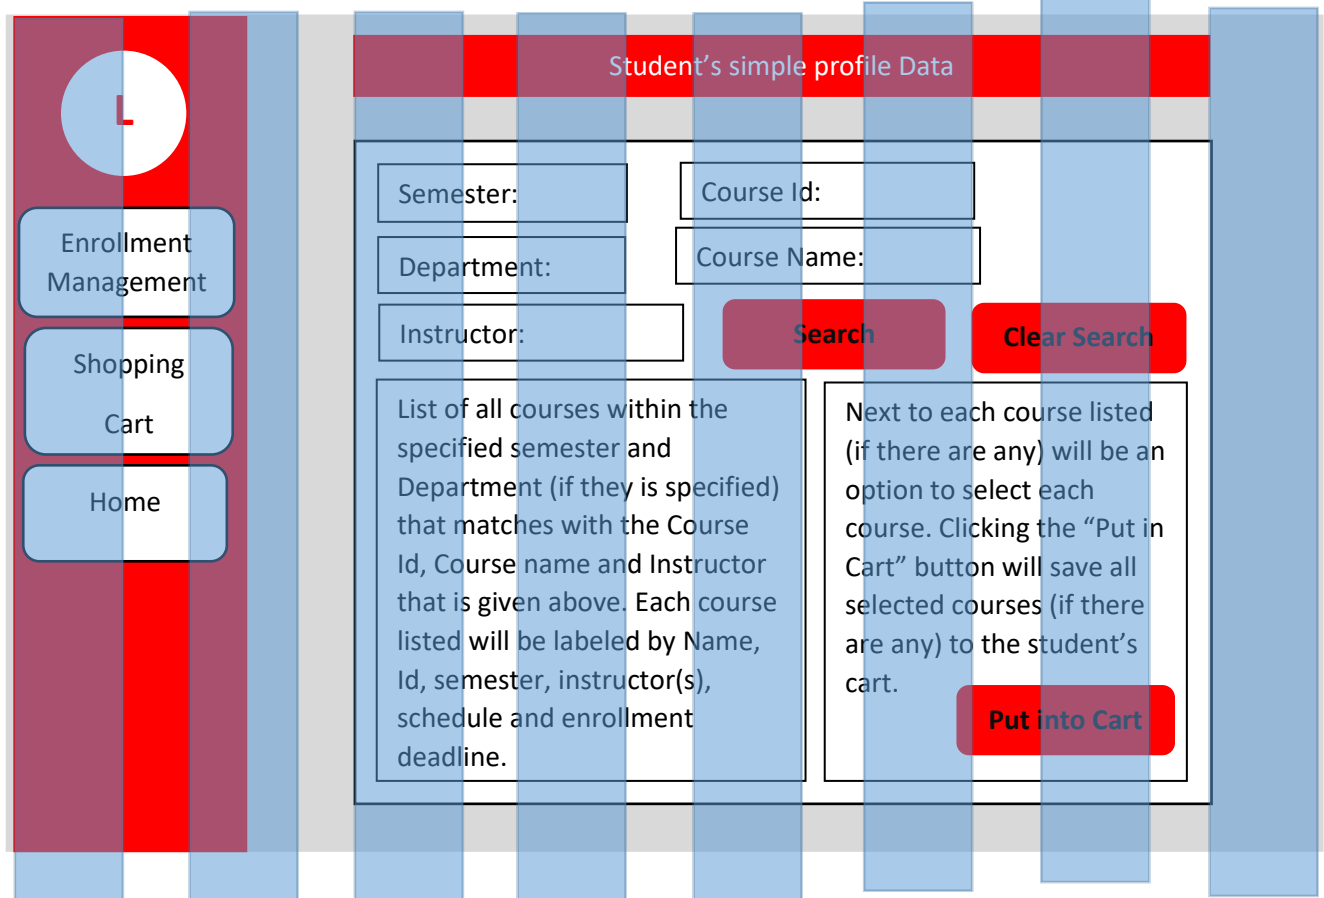 L
Student’s simple profile Data
Enrollment
Management
Shopping
Cart
Home
Semester:
Course Id:
Department:
Course Name:
Instructor:
Search
Clear Search
List of all courses within the
specified semester and
Department (if they is specified)
that matches with the Course
Id, Course name and Instructor
that is given above. Each course
listed will be labeled by Name,
Id, semester, instructor(s),
schedule and enrollment
deadline.
Next to each course listed
(if there are any) will be an
option to select each
course. Clicking the “Put in
Cart” button will save all
selected courses (if there
are any) to the student’s
cart.
Put into Cart